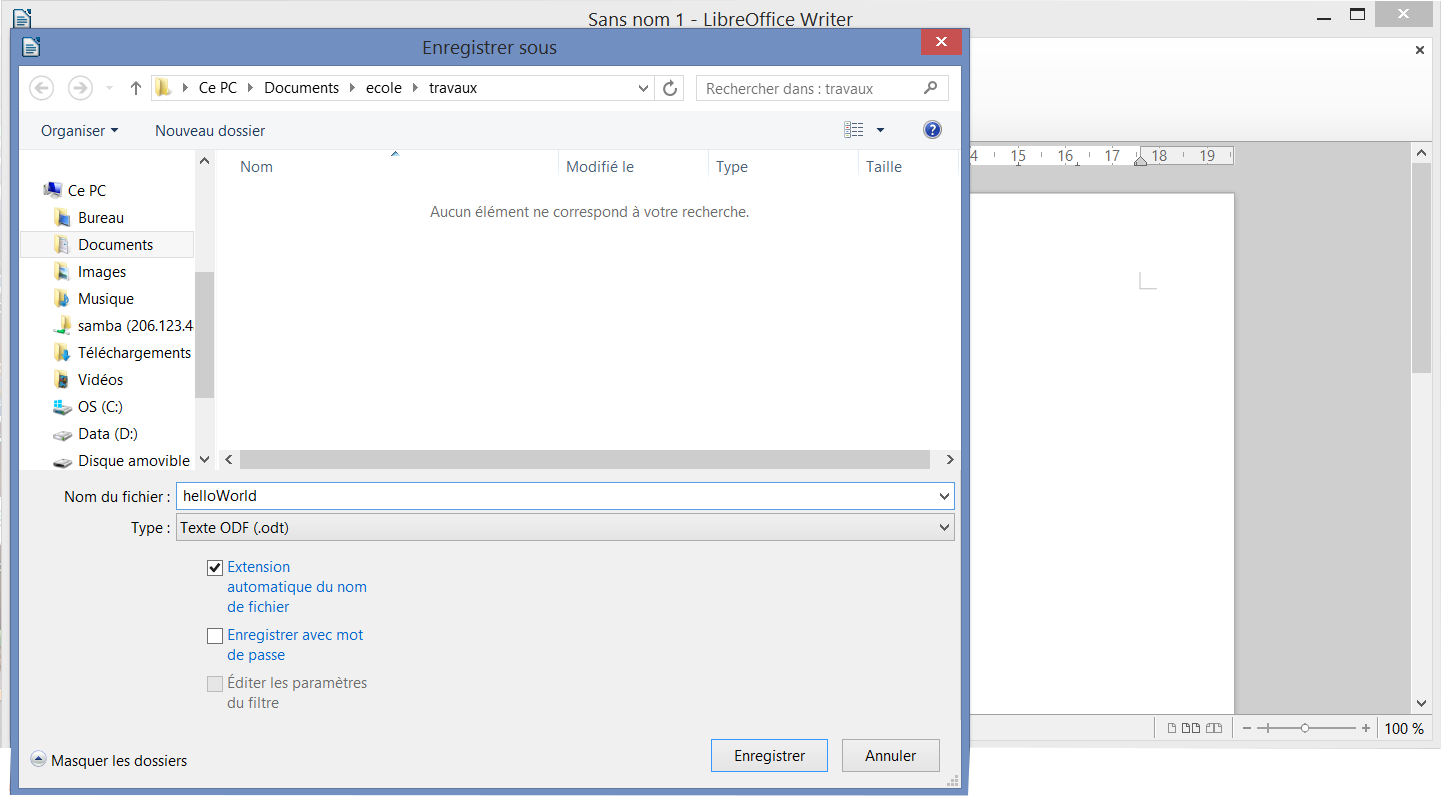 Sans nom 1 - LibreOffice Writer
Enregistrer sous
Ce PC Documents ecole travaux
Rechercher dans : travaux
Organiser Nouveau dossier
Nom Modifié le Type Taille
Aucun élément ne correspond à votre recherche.
Ce PC
Bureau
Documents
Images
Musique
samba (206.123.4
Téléchargements
Vidéos
OS (C:)
Data (D:)
Disque amovible
4 15 16 17 18 19
Nom du fichier : helloWorld
Type : Texte ODF (.odt)
Extension
automatique du nom
de fichier
Enregistrer avec mot
de passe
Éditer les paramètres
du filtre
Masquer les dossiers
Enregistrer Annuler
100 %